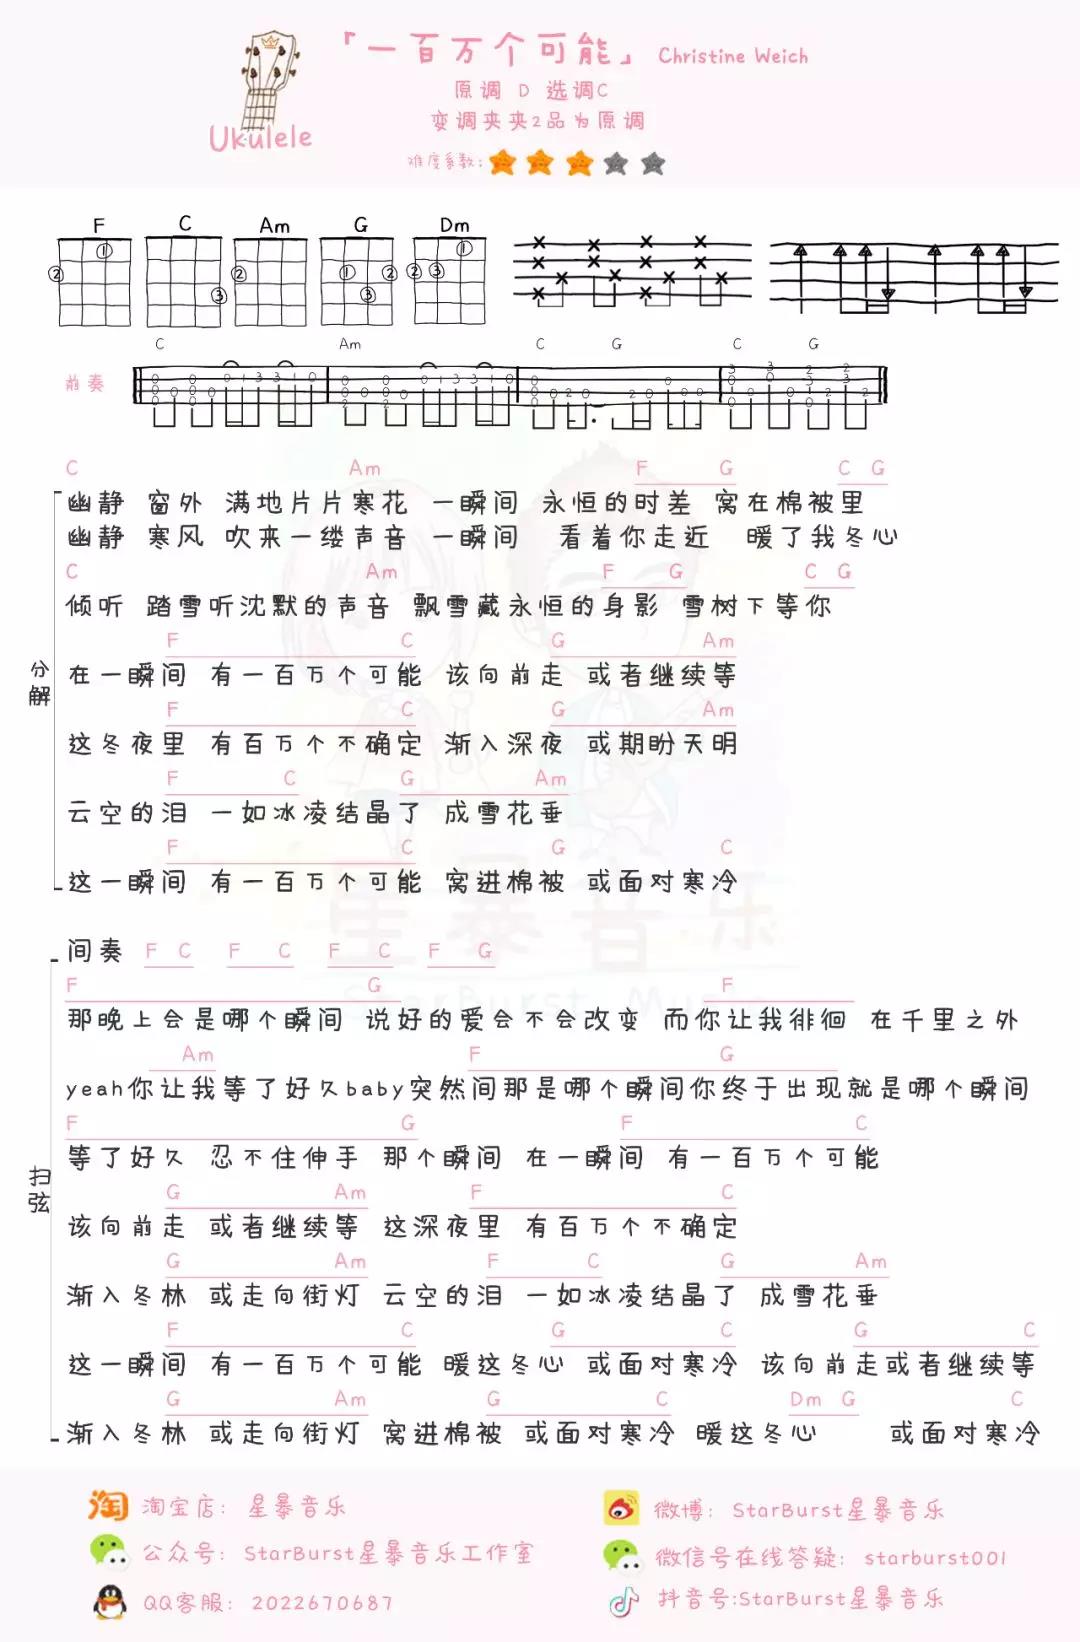 「一百万个可能」 Christine Weich
原调 D 选调C
变调夹夹2品为原调
难度系数:
Ukulele
F C Am G Dm
C Am C G C G
前奏
C Am F G C G
幽静 窗外 满地片片寒花 一瞬间 永恒的时差 窝在棉被里
幽静 寒风 吹来一缕声音 一瞬间 看着你走近 暖了我冬心
C Am F G C G
倾听 踏雪听沈默的声音 飘雪藏永恒的身影 雪树下等你
F C G Am
在一瞬间 有一百万个可能 该向前走 或者继续等
F C G Am
这冬夜里 有百万个不确定 渐入深夜 或期盼天明
F C G Am
云空的泪 一如冰凌结晶了 成雪花垂
F C G C
这一瞬间 有一百万个可能 窝进棉被 或面对寒冷
分解
间奏 F C F C F C F G
F G F
那晚上会是哪个瞬间 说好的爱会不会改变 而你让我徘徊 在千里之外
Am F G
yeah你让我等了好久baby突然间那是哪个瞬间你终于出现就是哪个瞬间
F G F C
等了好久 忍不住伸手 那个瞬间 在一瞬间 有一百万个可能
G Am F C
该向前走 或者继续等 这深夜里 有百万个不确定
G Am F C G Am
渐入冬林 或走向街灯 云空的泪 一如冰凌结晶了 成雪花垂
F C G C G C
这一瞬间 有一百万个可能 暖这冬心 或面对寒冷 该向前走或者继续等
G Am G C Dm G C
渐入冬林 或走向街灯 窝进棉被 或面对寒冷 暖这冬心 或面对寒冷
扫弦
星暴音乐
StarBurst Music
淘 淘宝店: 星暴音乐
微博: StarBurst星暴音乐
公众号: StarBurst星暴音乐工作室
微信号在线答疑: starburst001
QQ客服: 2022670687
抖音号:StarBurst星暴音乐